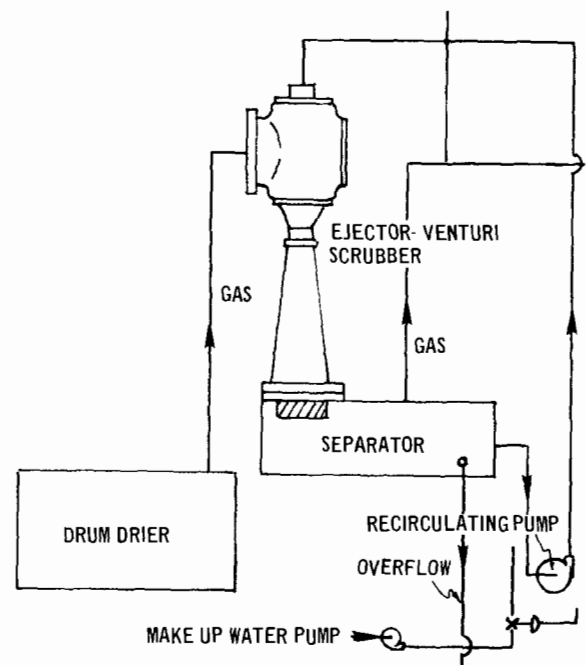 EJECTOR-VENTURI
SCRUBBER
GAS
GAS
SEPARATOR
DRUM DRIER
RECIRCULATING PUMP
OVERFLOW
MAKE UP WATER PUMP